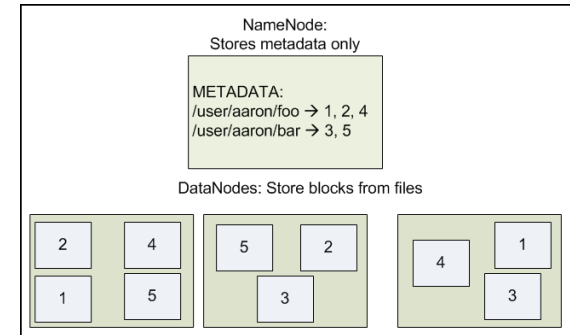 NameNode:
Stores metadata only
METADATA:
/user/aaron/foo → 1, 2, 4
/user/aaron/bar → 3, 5
DataNodes: Store blocks from files
2 4
1 5
5 2
3
4 1
3